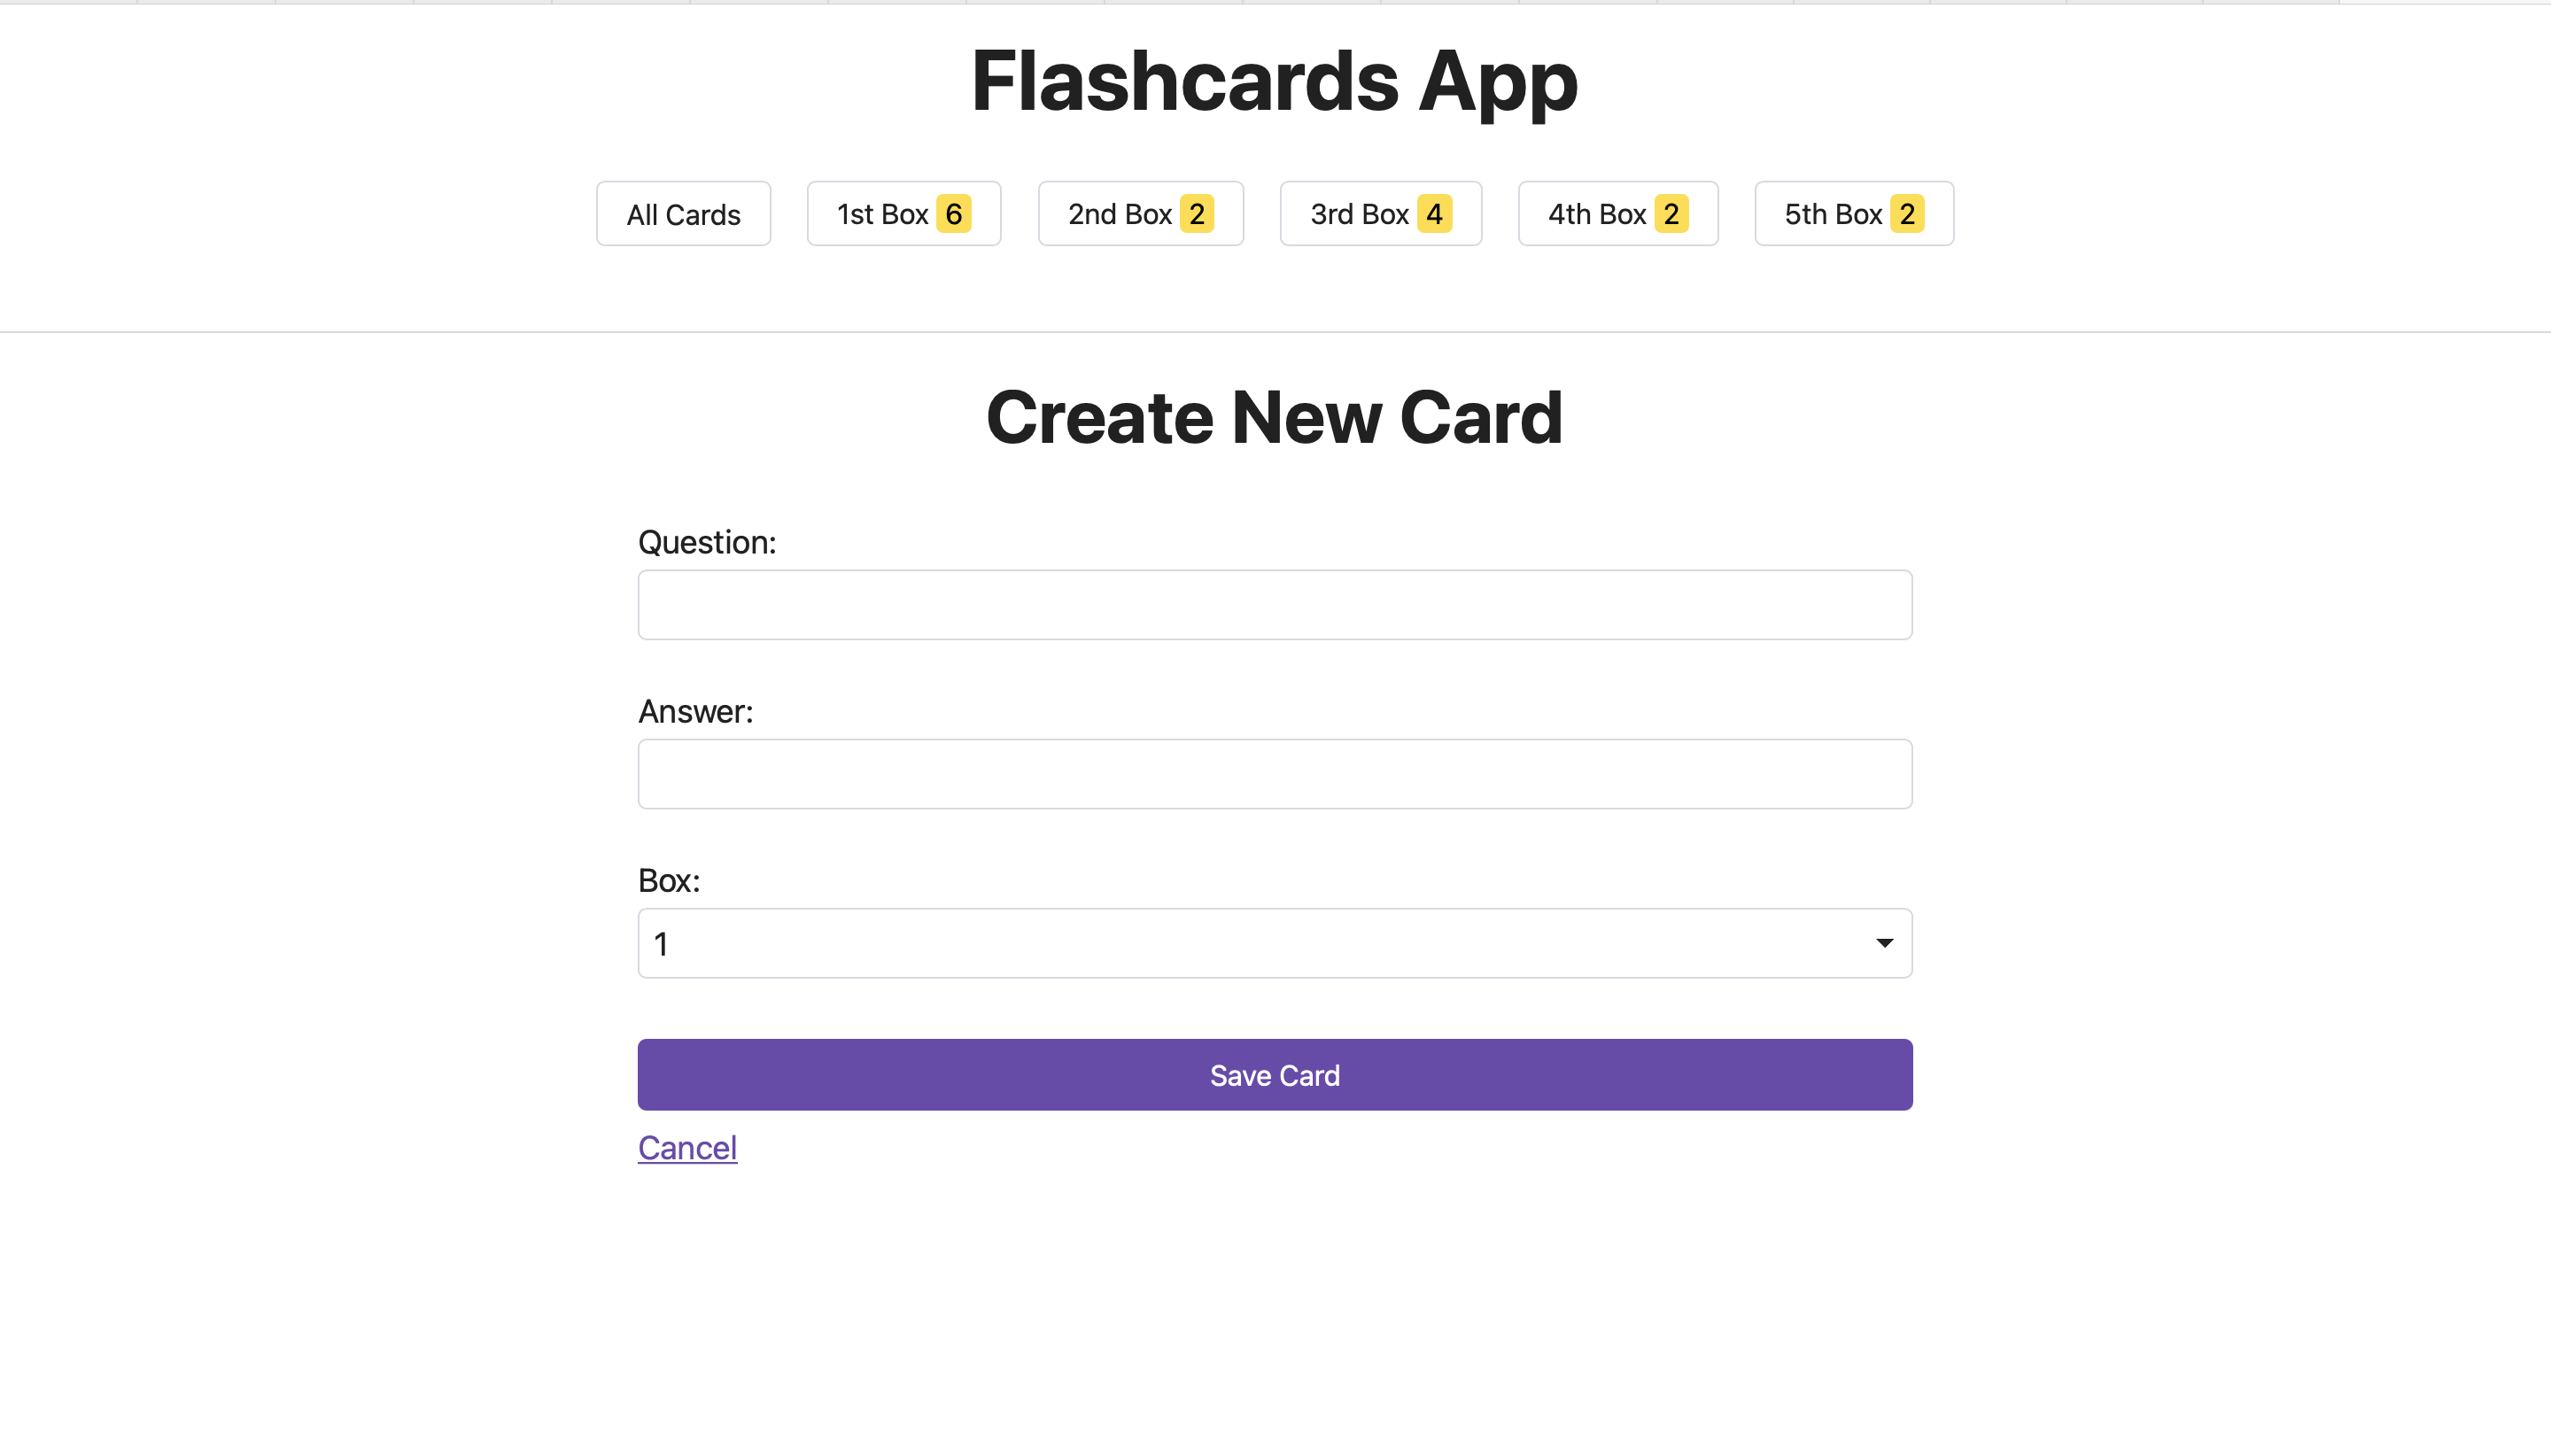 Flashcards App
All Cards 1st Box 6 2nd Box 2 3rd Box 4 4th Box 2 5th Box 2
Create New Card
Question:
Answer:
Box:
1
Save Card
Cancel